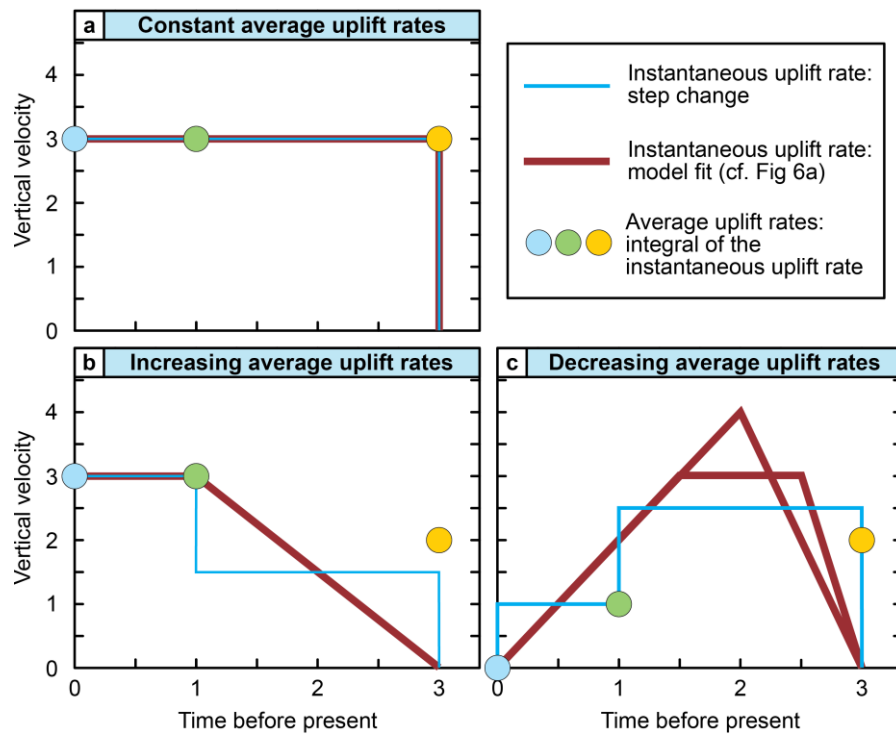 a Constant average uplift rates
4
3
2
1
0
Vertical velocity
Instantaneous uplift rate:
step change
Instantaneous uplift rate:
model fit (cf. Fig 6a)
Average uplift rates:
integral of the
instantaneous uplift rate
b Increasing average uplift rates
4
3
2
1
0
Vertical velocity
0 1 2 3
Time before present
c Decreasing average uplift rates
0 1 2 3
Time before present